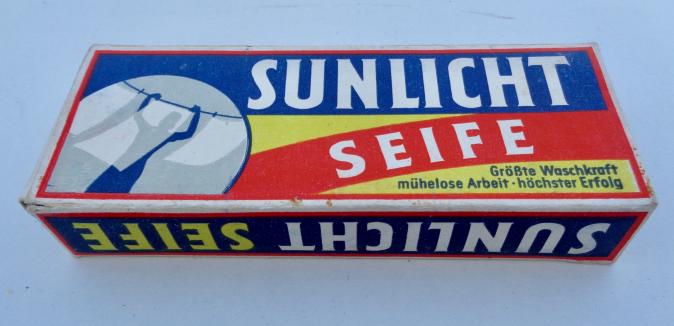 SUNLICHT
SEIFE
Größte Waschkraft
mühelose Arbeit · höchster Erfolg
SUNLICHT SEIFE